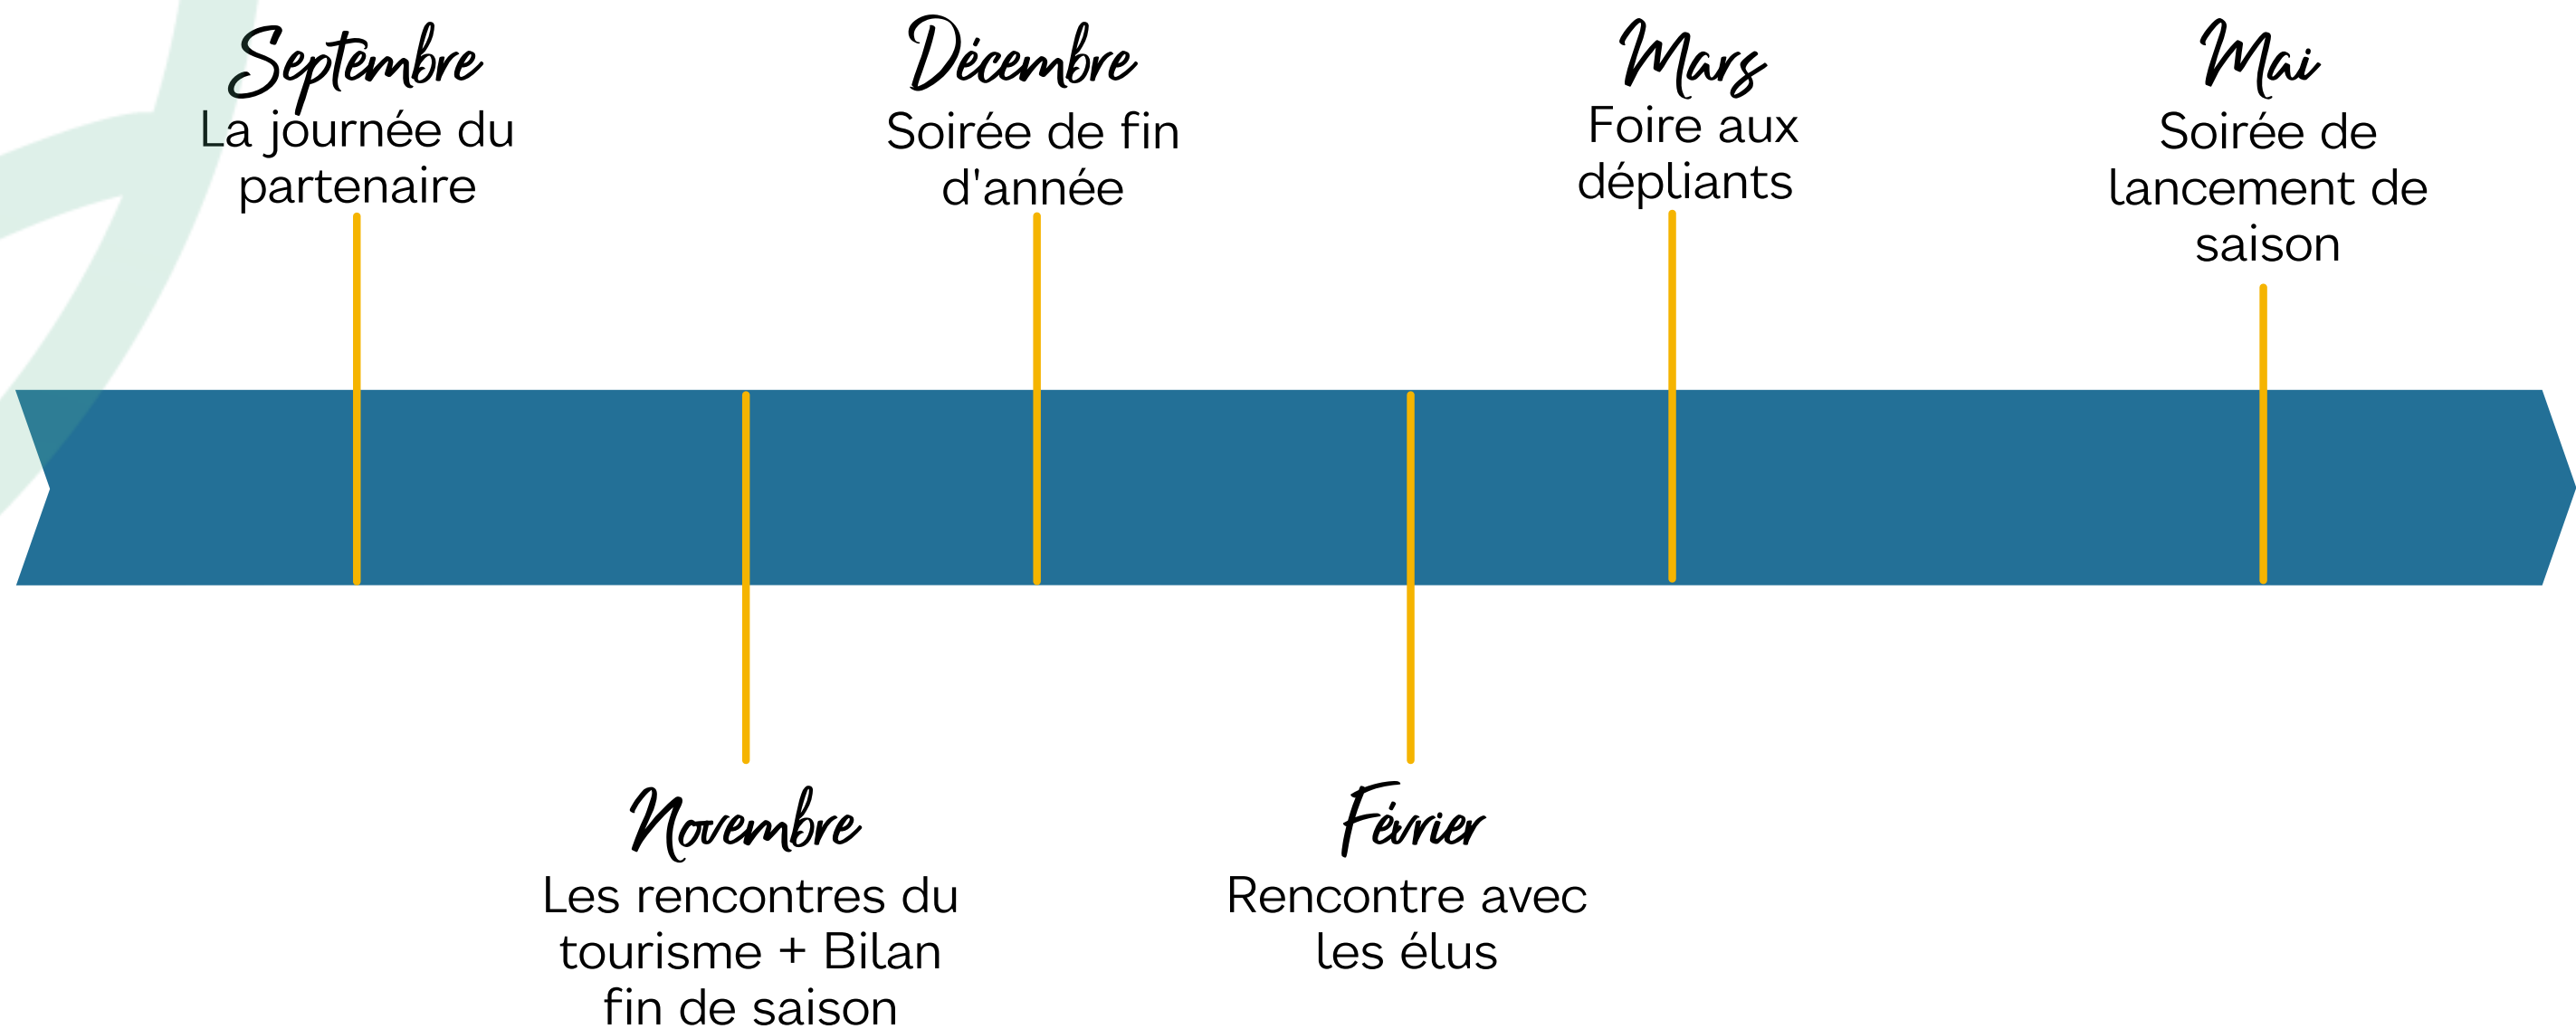 Septembre
La journée du
partenaire
Décembre
Soirée de fin
d'année
Mars
Foire aux
dépliants
Mai
Soirée de
lancement de
saison
Novembre
Les rencontres du
tourisme + Bilan
fin de saison
Février
Rencontre avec
les élus